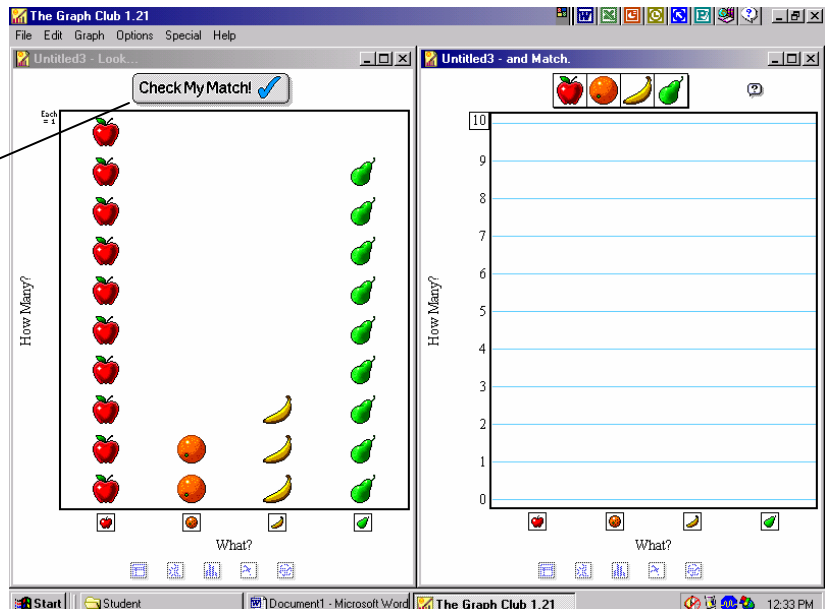 The Graph Club 1.21
File Edit Graph Options Special Help
Untitled3 - Look...
Check My Match!
Each
= 1
How Many?
What?
Untitled3 - and Match.
10
9
8
7
6
5
4
3
2
1
0
How Many?
What?
Start
Student
Document1 - Microsoft Word
The Graph Club 1.21
12:33 PM